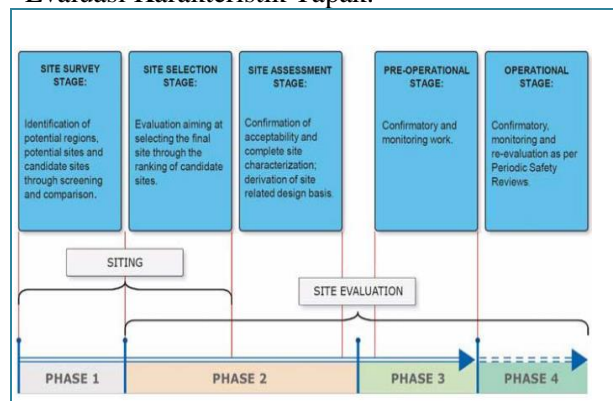 Evaluasi Karakteristik Tapak.
SITE SURVEY
STAGE:
Identification of
potential regions,
potential sites and
candidate sites
through screening
and comparison.
SITE SELECTION
STAGE:
Evaluation aiming at
selecting the final
site through the
ranking of candidate
sites.
SITE ASSESSMENT
STAGE:
Confirmation of
acceptability and
complete site
characterization;
derivation of site
related design basis.
PRE-OPERATIONAL
STAGE:
Confirmatory and
monitoring work.
OPERATIONAL
STAGE:
Confirmatory,
monitoring and
re-evaluation as per
Periodic Safety
Reviews.
SITING
SITE EVALUATION
PHASE 1
PHASE 2
PHASE 3
PHASE 4